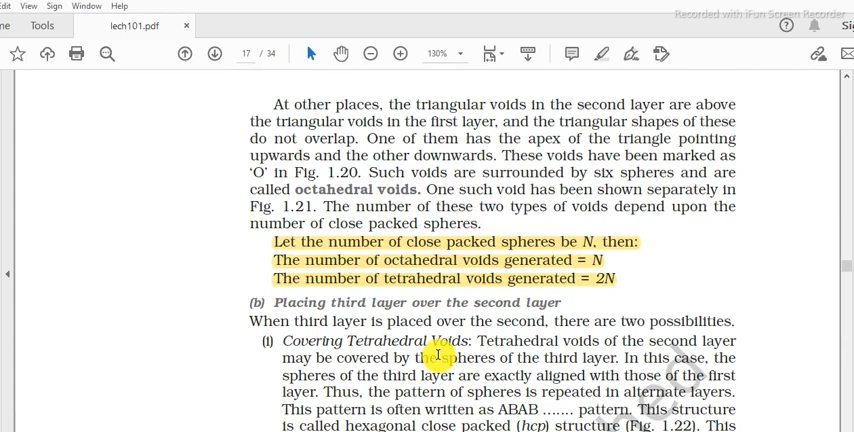 Edit View Sign Window Help
Recorded with iFun Screen Recorder
Tools lech101.pdf ×
17 / 34 130%
At other places, the triangular voids in the second layer are above
the triangular voids in the first layer, and the triangular shapes of these
do not overlap. One of them has the apex of the triangle pointing
upwards and the other downwards. These voids have been marked as
‘O’ in Fig. 1.20. Such voids are surrounded by six spheres and are
called octahedral voids. One such void has been shown separately in
Fig. 1.21. The number of these two types of voids depend upon the
number of close packed spheres.
Let the number of close packed spheres be N, then:
The number of octahedral voids generated = N
The number of tetrahedral voids generated = 2N
(b) Placing third layer over the second layer
When third layer is placed over the second, there are two possibilities.
(i) Covering Tetrahedral Voids: Tetrahedral voids of the second layer
may be covered by the spheres of the third layer. In this case, the
spheres of the third layer are exactly aligned with those of the first
layer. Thus, the pattern of spheres is repeated in alternate layers.
This pattern is often written as ABAB ....... pattern. This structure
is called hexagonal close packed (hcp) structure (Fig. 1.22). This